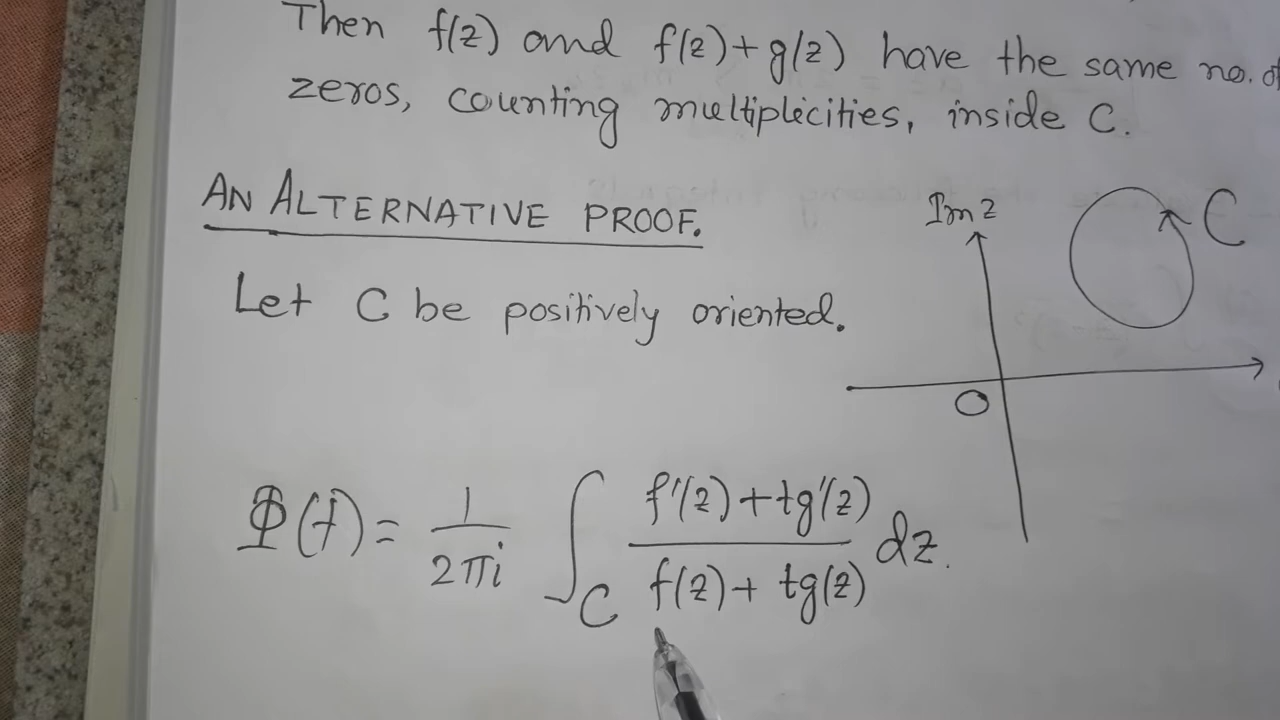 Then f(z) and f(z)+g(z) have the same no. of
zeros, counting multiplicities, inside C.
AN ALTERNATIVE PROOF.
Im z
C
Let C be positively oriented.
O
Φ(t) = 1/2πi ∫_C f'(z)+tg'(z)/f(z)+tg(z) dz.